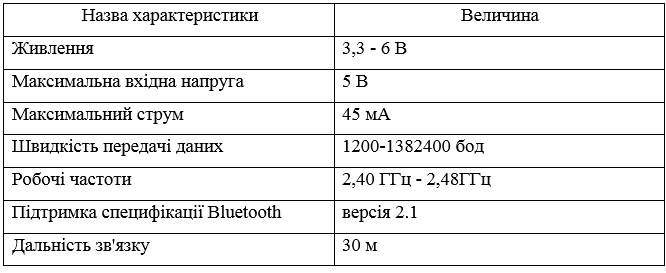 Назва характеристики Величина
Живлення 3,3 - 6 В
Максимальна вхідна напруга 5 В
Максимальний струм 45 мА
Швидкість передачі даних 1200-1382400 бод
Робочі частоти 2,40 ГГц - 2,48ГГц
Підтримка специфікації Bluetooth версія 2.1
Дальність зв'язку 30 м